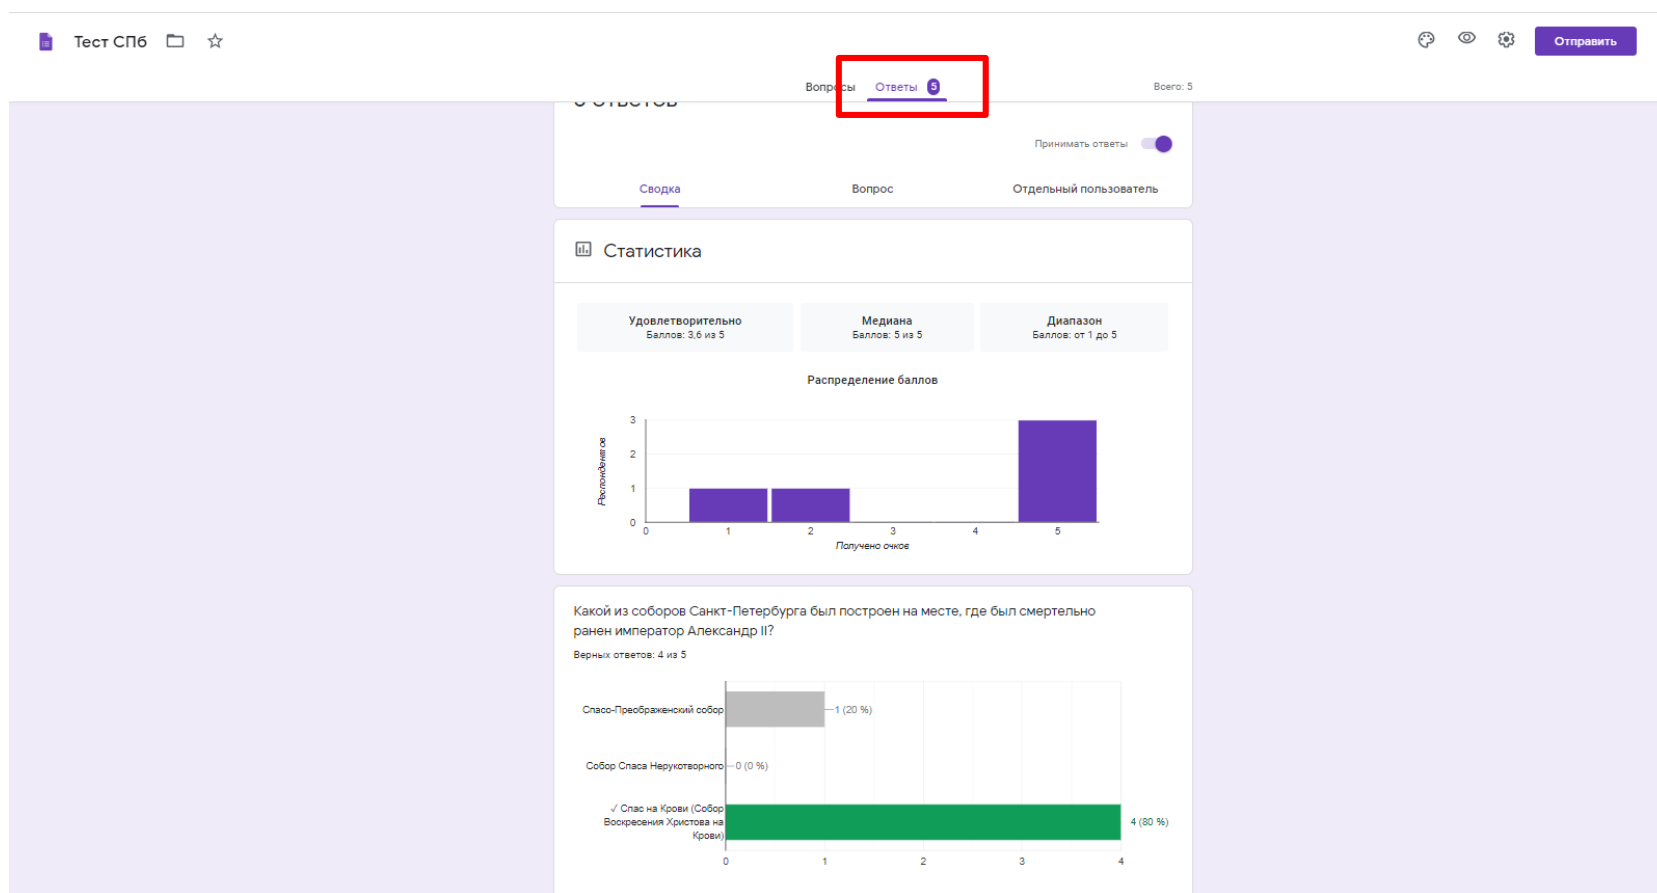 Тест СПб
Отправить
Вопросы Ответы 5
Всего: 5
Принимать ответы
Сводка Вопрос Отдельный пользователь
Статистика
Удовлетворительно Медиана Диапазон
Баллов: 3,6 из 5 Баллов: 5 из 5 Баллов: от 1 до 5
Распределение баллов
Респондентов
3
2
1
0
0 1 2 3 4 5
Получено очков
Какой из соборов Санкт-Петербурга был построен на месте, где был смертельно
ранен император Александр II?
Верных ответов: 4 из 5
Спасо-Преображенский собор 1 (20 %)
Собор Спаса Нерукотворного 0 (0 %)
✓ Спас на Крови (Собор
Воскресения Христова на
Крови)
4 (80 %)
0 1 2 3 4